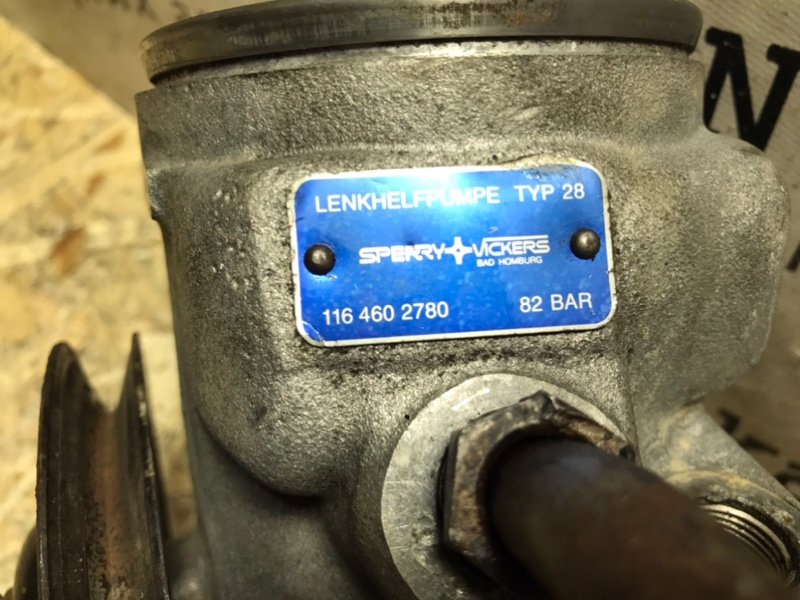 LENKHELFPUMPE TYP 28
SPERRY VICKERS
BAD HOMBURG
116 460 2780 82 BAR